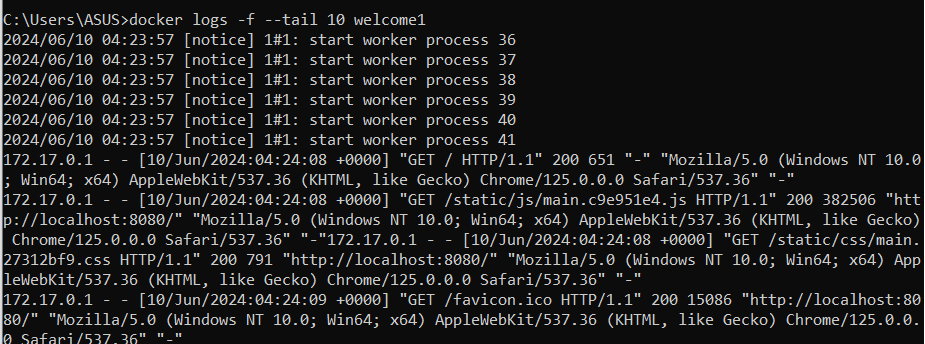 C:\Users\ASUS>docker logs -f --tail 10 welcome1
2024/06/10 04:23:57 [notice] 1#1: start worker process 36
2024/06/10 04:23:57 [notice] 1#1: start worker process 37
2024/06/10 04:23:57 [notice] 1#1: start worker process 38
2024/06/10 04:23:57 [notice] 1#1: start worker process 39
2024/06/10 04:23:57 [notice] 1#1: start worker process 40
2024/06/10 04:23:57 [notice] 1#1: start worker process 41
172.17.0.1 - - [10/Jun/2024:04:24:08 +0000] "GET / HTTP/1.1" 200 651 "-" "Mozilla/5.0 (Windows NT 10.0
; Win64; x64) AppleWebKit/537.36 (KHTML, like Gecko) Chrome/125.0.0.0 Safari/537.36" "-"
172.17.0.1 - - [10/Jun/2024:04:24:08 +0000] "GET /static/js/main.c9e951e4.js HTTP/1.1" 200 382506 "htt
p://localhost:8080/" "Mozilla/5.0 (Windows NT 10.0; Win64; x64) AppleWebKit/537.36 (KHTML, like Gecko)
 Chrome/125.0.0.0 Safari/537.36" "-"172.17.0.1 - - [10/Jun/2024:04:24:08 +0000] "GET /static/css/main.
27312bf9.css HTTP/1.1" 200 791 "http://localhost:8080/" "Mozilla/5.0 (Windows NT 10.0; Win64; x64) App
leWebKit/537.36 (KHTML, like Gecko) Chrome/125.0.0.0 Safari/537.36" "-"
172.17.0.1 - - [10/Jun/2024:04:24:09 +0000] "GET /favicon.ico HTTP/1.1" 200 15086 "http://localhost:80
80/" "Mozilla/5.0 (Windows NT 10.0; Win64; x64) AppleWebKit/537.36 (KHTML, like Gecko) Chrome/125.0.0.
0 Safari/537.36" "-"